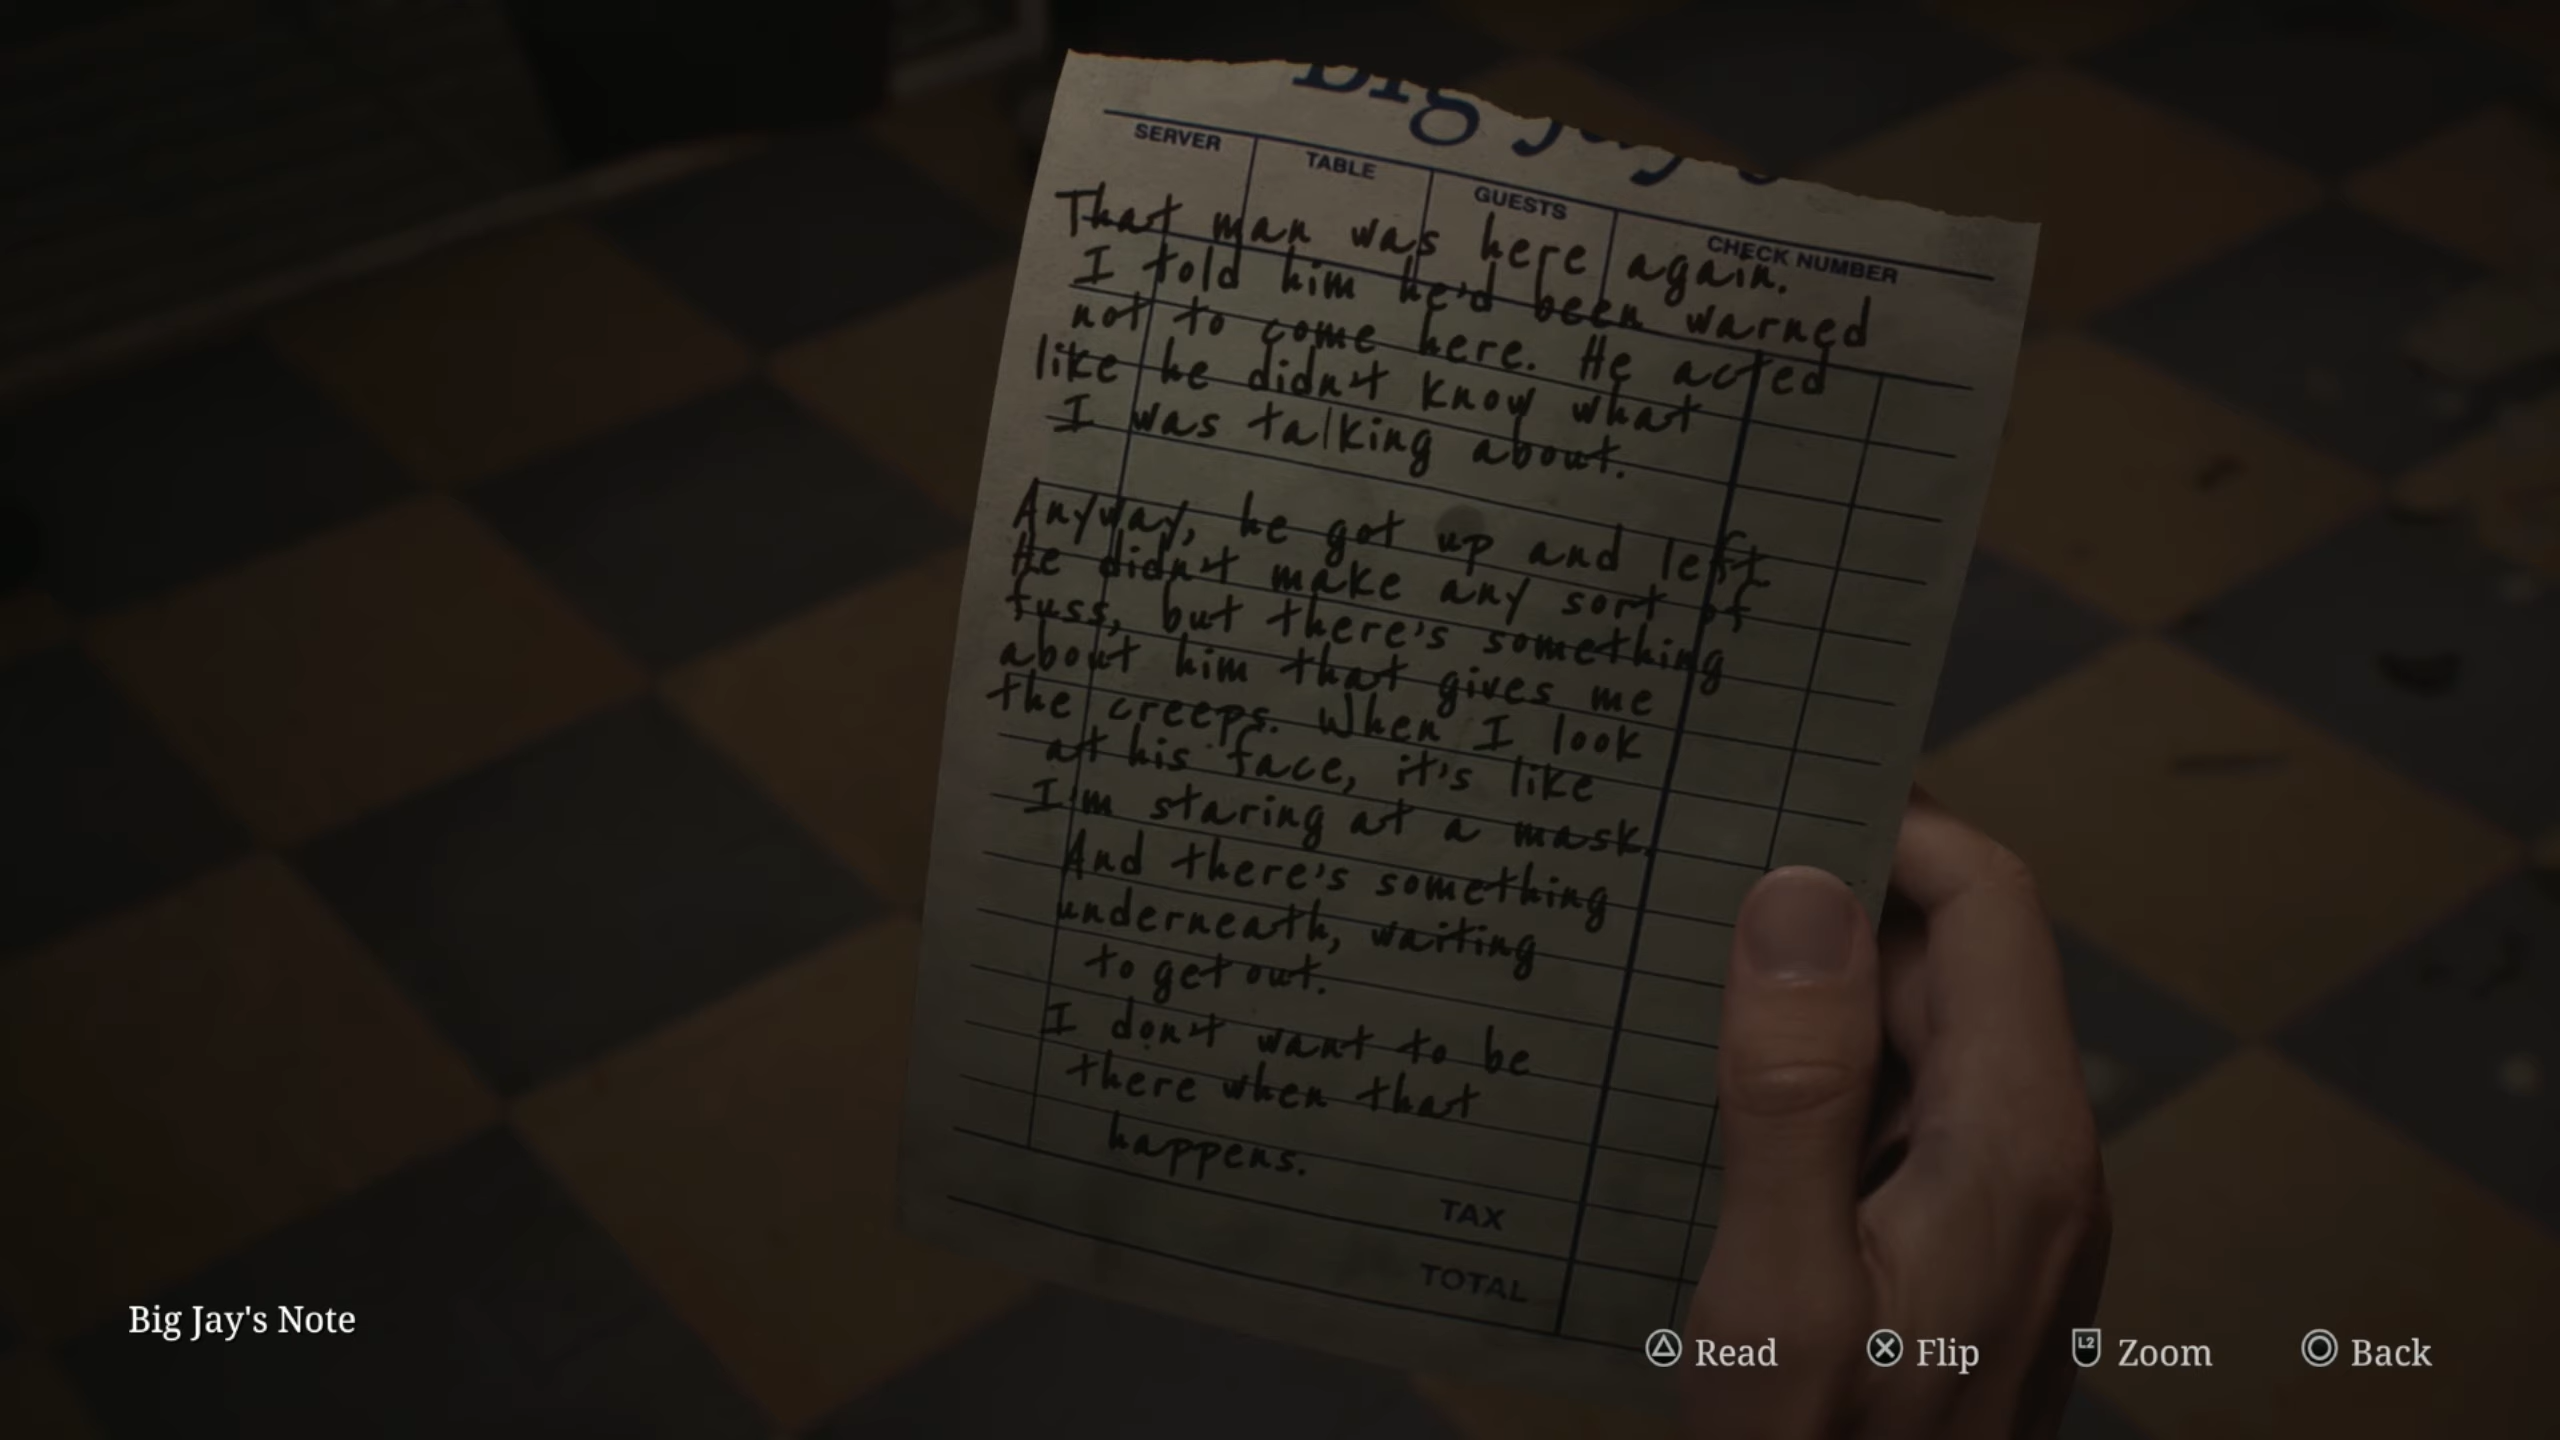 Big Jay's
SERVER TABLE GUESTS CHECK NUMBER
That man was here again.
I told him he'd been warned
not to come here. He acted
like he didn't know what
I was talking about.
Anyway, he got up and left.
He didn't make any sort of
fuss, but there's something
about him that gives me
the creeps. When I look
at his face, it's like
I'm staring at a mask.
And there's something
underneath, waiting
to get out.
I don't want to be
there when that
happens.
TAX
TOTAL
Big Jay's Note
Read L2 Flip Zoom Back